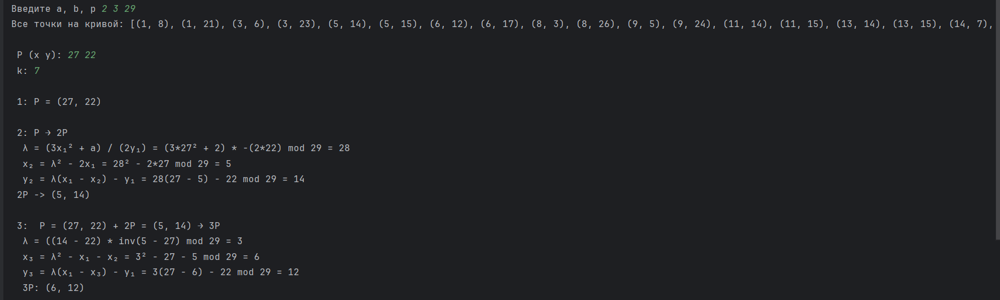 Введите a, b, p 2 3 29
Все точки на кривой: [(1, 8), (1, 21), (3, 6), (3, 23), (5, 14), (5, 15), (6, 12), (6, 17), (8, 3), (8, 26), (9, 5), (9, 24), (11, 14), (11, 15), (13, 14), (13, 15), (14, 7),
P (x y): 27 22
k: 7
1: P = (27, 22)
2: P → 2P
λ = (3x₁² + a) / (2y₁) = (3*27² + 2) * -(2*22) mod 29 = 28
x₂ = λ² - 2x₁ = 28² - 2*27 mod 29 = 5
y₂ = λ(x₁ - x₂) - y₁ = 28(27 - 5) - 22 mod 29 = 14
2P -> (5, 14)
3:  P = (27, 22) + 2P = (5, 14) → 3P
λ = ((14 - 22) * inv(5 - 27) mod 29 = 3
x₃ = λ² - x₁ - x₂ = 3² - 27 - 5 mod 29 = 6
y₃ = λ(x₁ - x₃) - y₁ = 3(27 - 6) - 22 mod 29 = 12
3P: (6, 12)